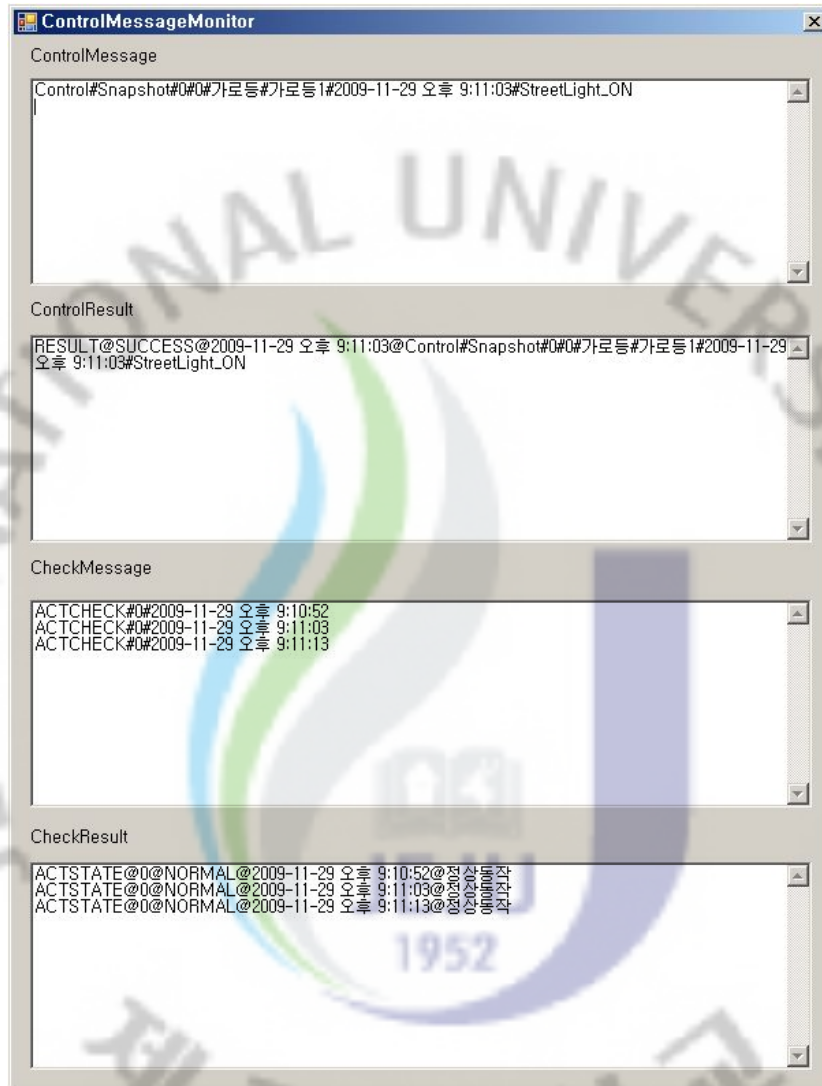 ControlMessageMonitor
ControlMessage
Control#Snapshot#0#0#가로등#가로등1#2009-11-29 오후 9:11:03#StreetLight_ON
ControlResult
RESULT@SUCCESS@2009-11-29 오후 9:11:03@Control#Snapshot#0#0#가로등#가로등1#2009-11-29
오후 9:11:03#StreetLight_ON
CheckMessage
ACTCHECK#0#2009-11-29 오후 9:10:52
ACTCHECK#0#2009-11-29 오후 9:11:03
ACTCHECK#0#2009-11-29 오후 9:11:13
CheckResult
ACTSTATE@0@NORMAL@2009-11-29 오후 9:10:52@정상동작
ACTSTATE@0@NORMAL@2009-11-29 오후 9:11:03@정상동작
ACTSTATE@0@NORMAL@2009-11-29 오후 9:11:13@정상동작
JEJU
1952